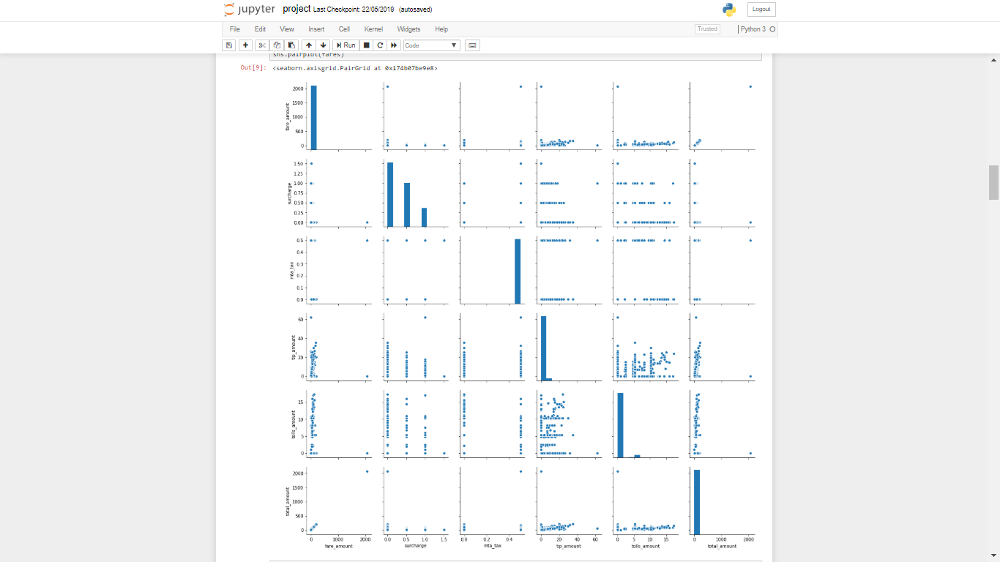 jupyter project Last Checkpoint: 22/05/2019 (autosaved)
Logout
File Edit View Insert Cell Kernel Widgets Help
Trusted
Python 3
Run
Code
sns.pairplot(fares)
Out[9]: <seaborn.axisgrid.PairGrid at 0x174b07be9e8>
2000
1500
1000
500
0
fare_amount
1.50
1.25
1.00
0.75
0.50
0.25
0.00
surcharge
0.5
0.4
0.3
0.2
0.1
0.0
mta_tax
60
40
20
0
tip_amount
15
10
5
0
tolls_amount
2000
1500
1000
500
0
total_amount
0 1000 2000 0.0 0.5 1.0 1.5 0.0 0.2 0.4 0 20 40 60 0 5 10 15 0 1000 2000
fare_amount surcharge mta_tax tip_amount tolls_amount total_amount